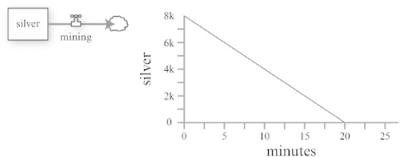 silver
mining
8k
6k
4k
2k
0
silver
0 5 10 15 20 25
minutes